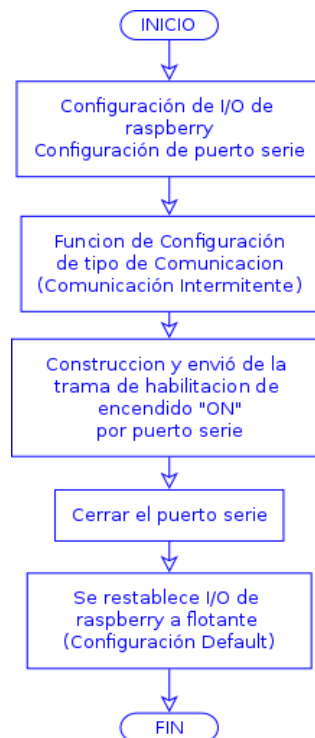 INICIO
Configuración de I/O de
raspberry
Configuración de puerto serie
Funcion de Configuración
de tipo de Comunicacion
(Comunicación Intermitente)
Construccion y envió de la
trama de habilitacion de
encendido "ON"
por puerto serie
Cerrar el puerto serie
Se restablece I/O de
raspberry a flotante
(Configuración Default)
FIN